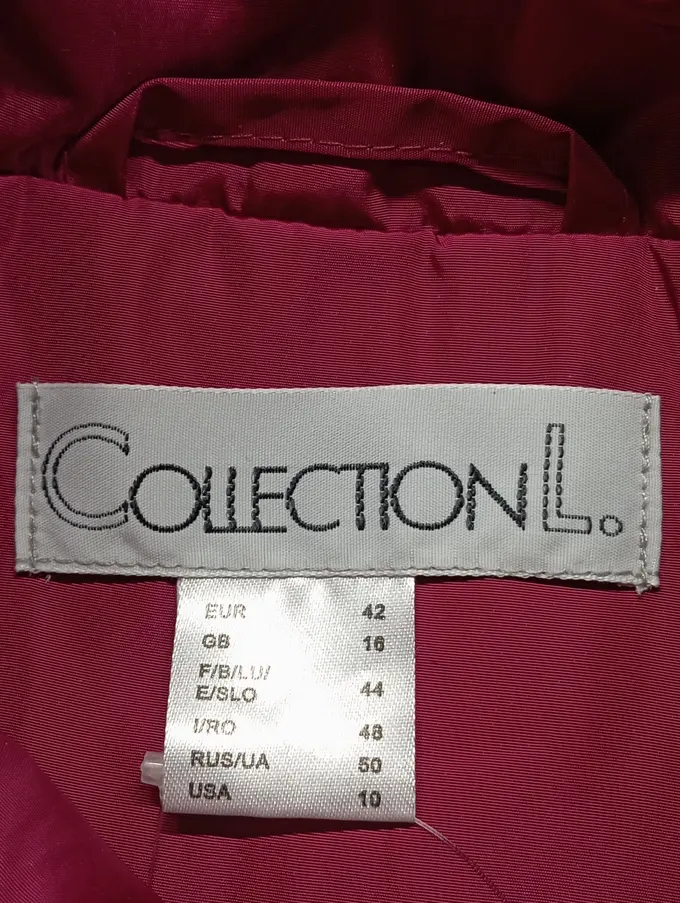 COLLECTION L.
EUR 42
GB 16
F/B/LU/
E/SLO 44
I/RO 48
RUS/UA 50
USA 10